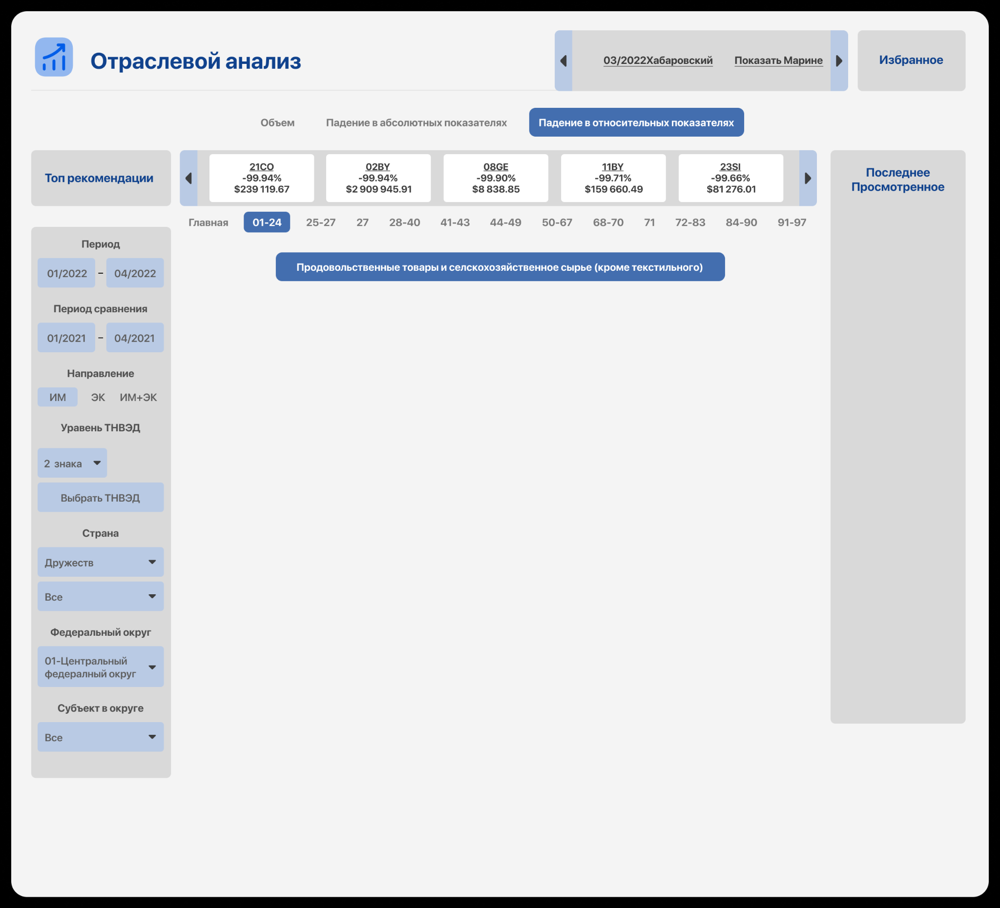 Отраслевой анализ
03/2022Хабаровский
Показать Марине
Избранное
Объем
Падение в абсолютных показателях
Падение в относительных показателях
Топ рекомендации
21CO
-99.94%
$239 119.67
02BY
-99.94%
$2 909 945.91
08GE
-99.90%
$8 838.85
11BY
-99.71%
$159 660.49
23SI
-99.66%
$81 276.01
Последнее
Просмотренное
Главная 01-24 25-27 27 28-40 41-43 44-49 50-67 68-70 71 72-83 84-90 91-97
Продовольственные товары и селскохозяйственное сырье (кроме текстильного)
Период
01/2022 – 04/2022
Период сравнения
01/2021 – 04/2021
Направление
ИМ ЭК ИМ+ЭК
Уравень ТНВЭД
2 знака
Выбрать ТНВЭД
Страна
Дружеств
Все
Федеральный округ
01-Центральный
федералный округ
Субъект в округе
Все